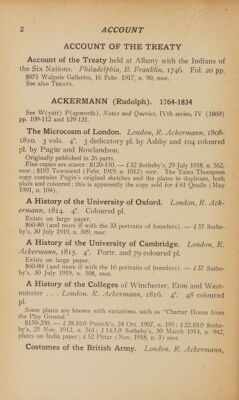 2 ACCOUNT
ACCOUNT OF THE TREATY
Account of the Treaty held at Albany with the Indians of
the Six Nations. Philadelphia, B. Franklin, 1746. Fol. 20 pp.
$975 Walpole Galleries, 16 Febr. 1917, n. 90, mor.
See also TREATY.
ACKERMANN (Rudolph). 1764-1834
See W(yatt) P(apworth), Notes and Queries, IVth series, IV (1869)
pp. 109-112 and 129-131.
The Microcosm of London. London, R. Ackermann, 1808-
1810. 3 vols. 4°. 3 dedicatory pl. by Ashby and 104 coloured
pl. by Pugin and Rowlandson.
Originally published in 26 parts.
Fine copies are scarce: $120-150. — £32 Sotheby's, 29 July 1918, n. 562,
mor.; $195 Townsend (Febr. 1919, n. 1012) mor. The Yates Thompson
copy contains Pugin's original sketches and the plates in duplicate, both
plain and coloured; this is apparently the copy sold for £61 Quaile (May
1901, n. 104).
A History of the University of Oxford. London, R. Ack-
ermann, 1814. 4°. Coloured pl.
Exists on large paper.
$60-80 (and more if with the 33 portraits of founders). — £35 Sothe-
by's, 30 July 1919, n. 309, mor.
A History of the University of Cambridge. London, R.
Ackermann, 1815. 4°. Portr. and 79 coloured pl.
Exists on large paper.
$60-80 (and more if with the 16 portraits of founders). — £37 Sothe-
by's, 30 July 1919, n. 308, mor.
A History of the Colleges of Winchester, Eton and West-
minster . . . London, R. Ackermann, 1816. 4°. 48 coloured
pl.
Some plates are known with variations, such as "Charter House from
the Play Ground."
$150-200. — £28.10.0 Puttick's, 24 Oct. 1907, n. 195; £22.10.0 Sothe-
by's, 25 Nov. 1912, n. 561; £14.5.0 Sotheby's, 30 March 1914, n. 942,
plates on India paper; £32 Pittar (Nov. 1918, n. 3) mor.
Costumes of the British Army. London, R. Ackermann,